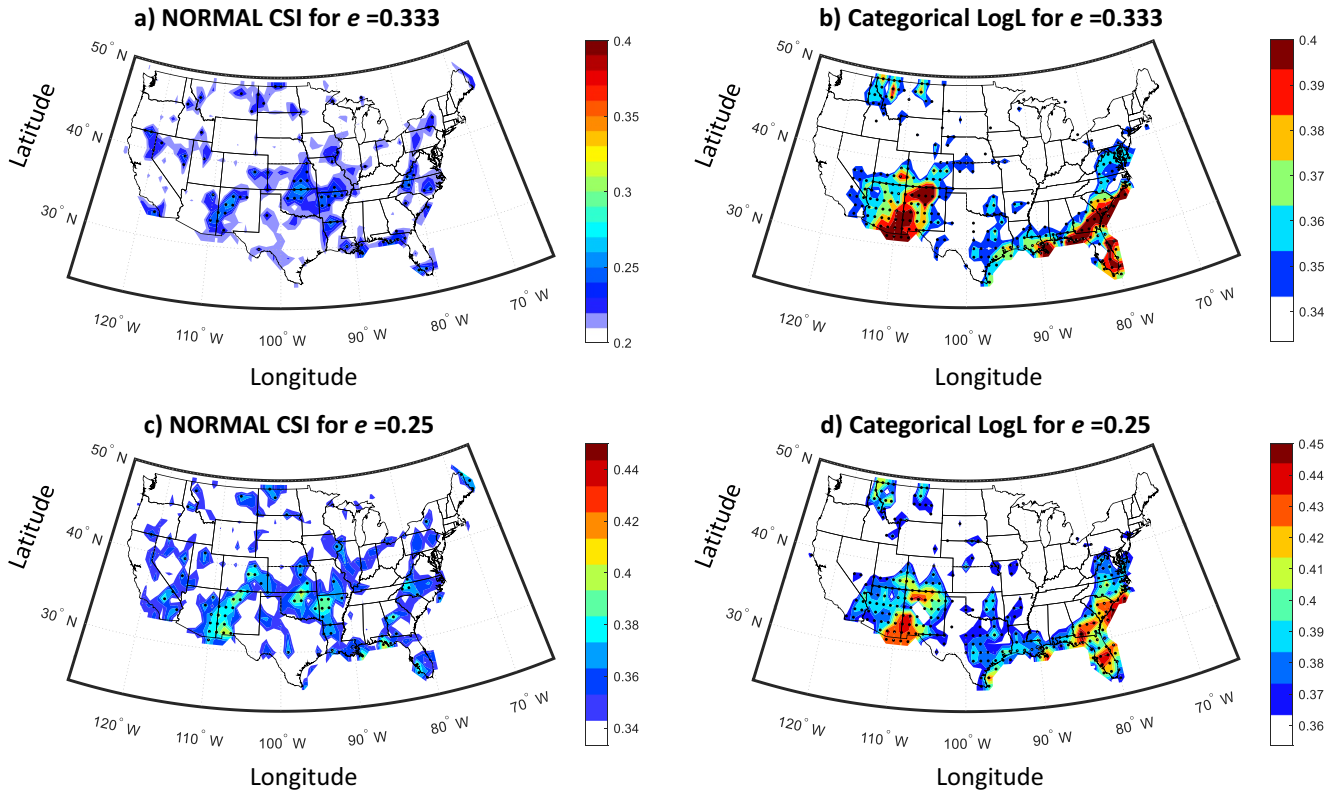 a) NORMAL CSI for e =0.333
50° N
40° N
30° N
120° W
110° W
100° W
90° W
80° W
70° W
Latitude
Longitude
0.4
0.35
0.3
0.25
0.2
b) Categorical LogL for e =0.333
50° N
40° N
30° N
120° W
110° W
100° W
90° W
80° W
70° W
Latitude
Longitude
0.4
0.39
0.38
0.37
0.36
0.35
0.34
c) NORMAL CSI for e =0.25
50° N
40° N
30° N
120° W
110° W
100° W
90° W
80° W
70° W
Latitude
Longitude
0.44
0.42
0.4
0.38
0.36
0.34
d) Categorical LogL for e =0.25
50° N
40° N
30° N
120° W
110° W
100° W
90° W
80° W
70° W
Latitude
Longitude
0.45
0.44
0.43
0.42
0.41
0.4
0.39
0.38
0.37
0.36